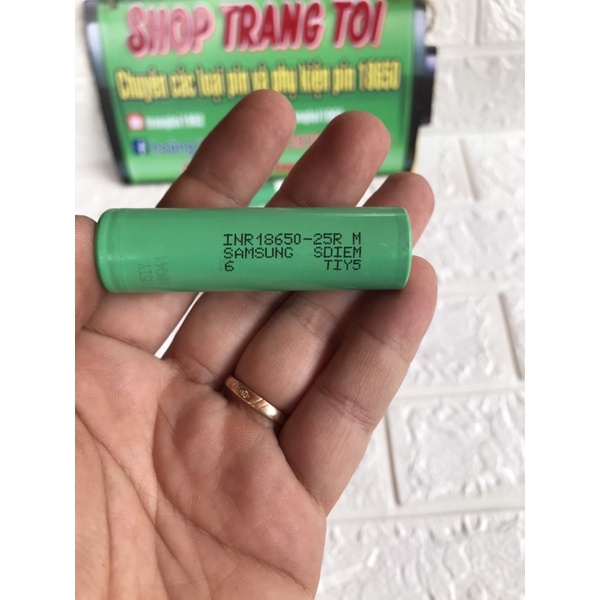 SHOP TRANG TOI
Chuyên các loại pin và phụ kiện pin 18650
INR18650-25R M
SAMSUNG SDIEM
6 TIY5